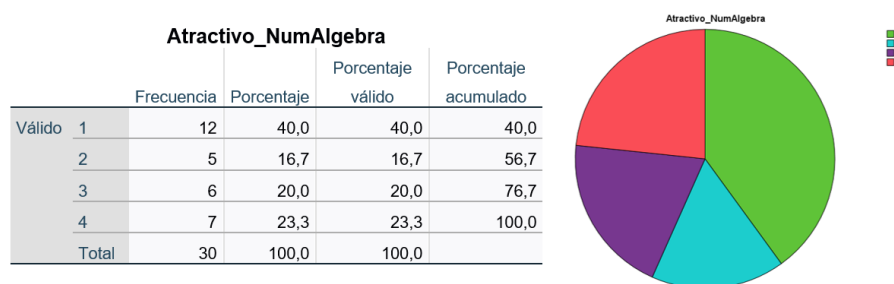 Atractivo_NumAlgebra
Frecuencia Porcentaje Porcentaje válido Porcentaje acumulado
Válido 1 12 40,0 40,0 40,0
2 5 16,7 16,7 56,7
3 6 20,0 20,0 76,7
4 7 23,3 23,3 100,0
Total 30 100,0 100,0
Atractivo_NumAlgebra